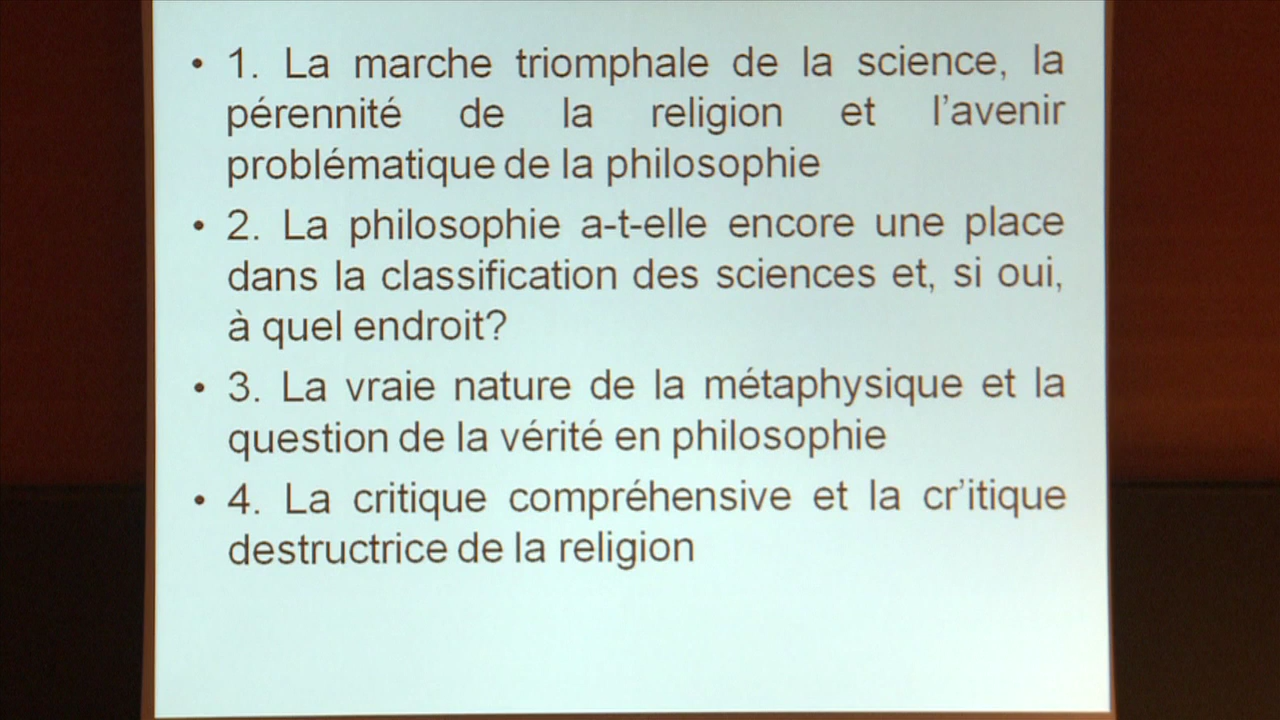 • 1. La marche triomphale de la science, la
pérennité de la religion et l'avenir
problématique de la philosophie
• 2. La philosophie a-t-elle encore une place
dans la classification des sciences et, si oui,
à quel endroit?
• 3. La vraie nature de la métaphysique et la
question de la vérité en philosophie
• 4. La critique compréhensive et la cr'itique
destructrice de la religion